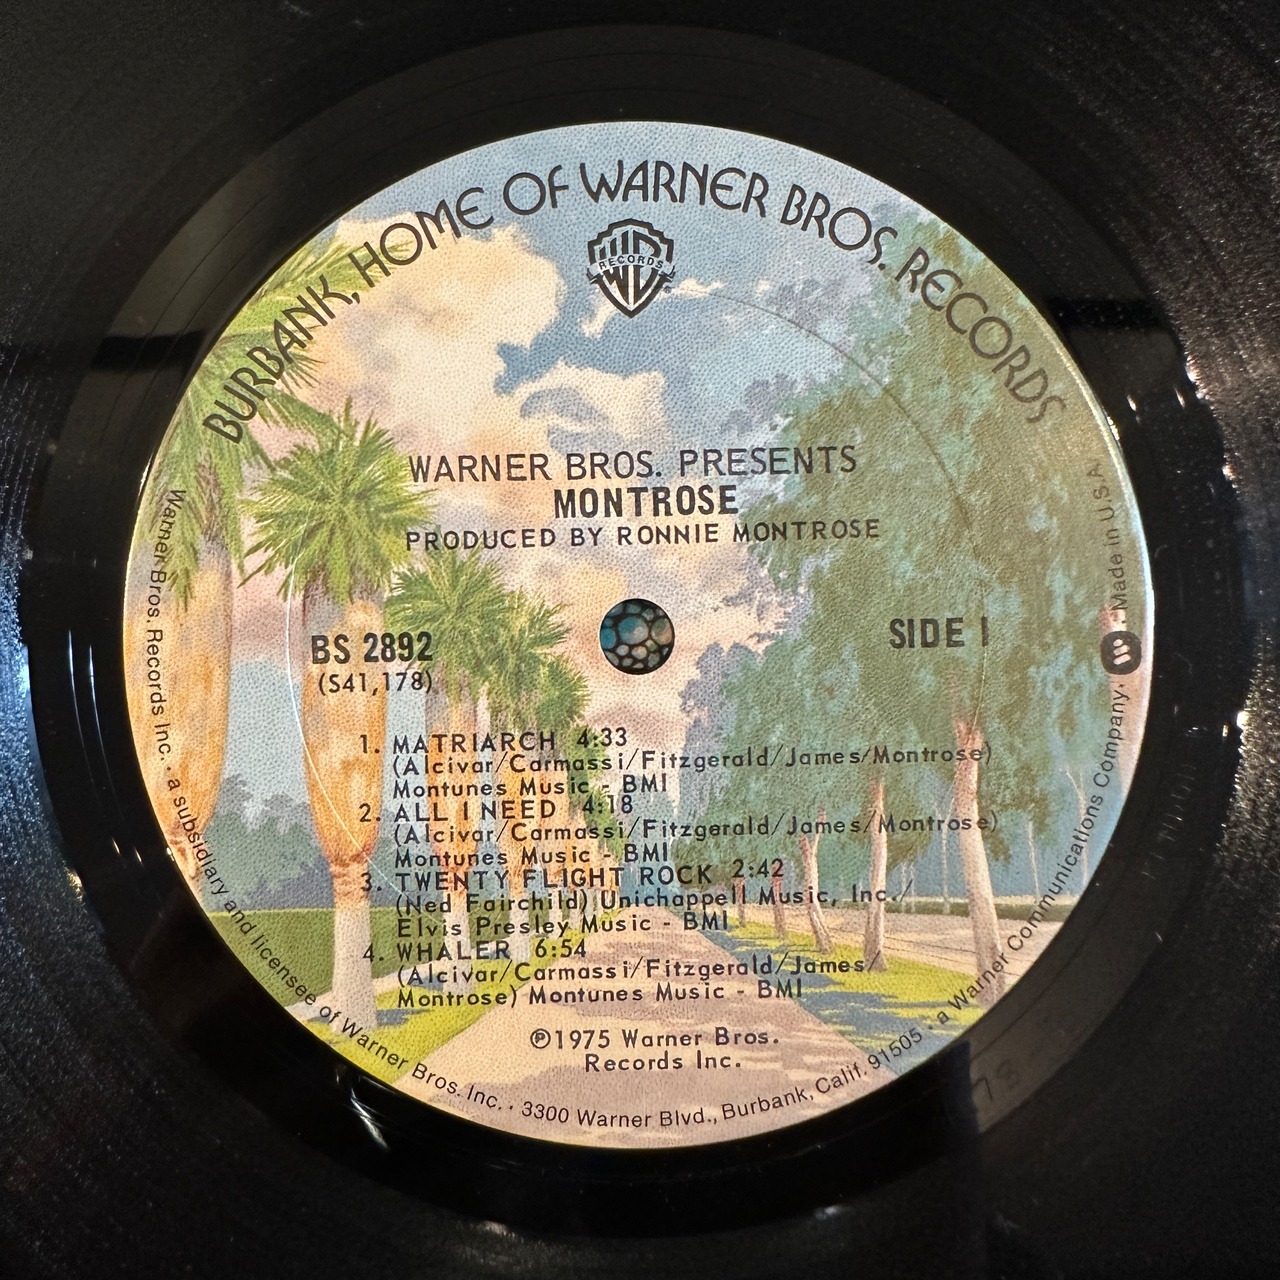 BURBANK, HOME OF WARNER BROS. RECORDS
W B
RECORDS
WARNER BROS. PRESENTS
MONTROSE
PRODUCED BY RONNIE MONTROSE
BS 2892
(S41,178)
SIDE 1
1. MATRIARCH 4:33
(Alcivar/Carmassi/Fitzgerald/James/Montrose)
Montunes Music - BMI
2. ALL I NEED 4:18
(Alcivar/Carmassi/Fitzgerald/James/Montrose)
Montunes Music - BMI
3. TWENTY FLIGHT ROCK 2:42
(Ned Fairchild) Unichappell Music, Inc./
Elvis Presley Music - BMI
4. WHALER 6:54
(Alcivar/Carmassi/Fitzgerald/James/
Montrose) Montunes Music - BMI
℗1975 Warner Bros.
Records Inc.
Warner Bros. Records Inc. · a subsidiary and licensee of Warner Bros. Inc. · 3300 Warner Blvd., Burbank, Calif. 91505 · a Warner Communications Company. · Made in U.S.A.